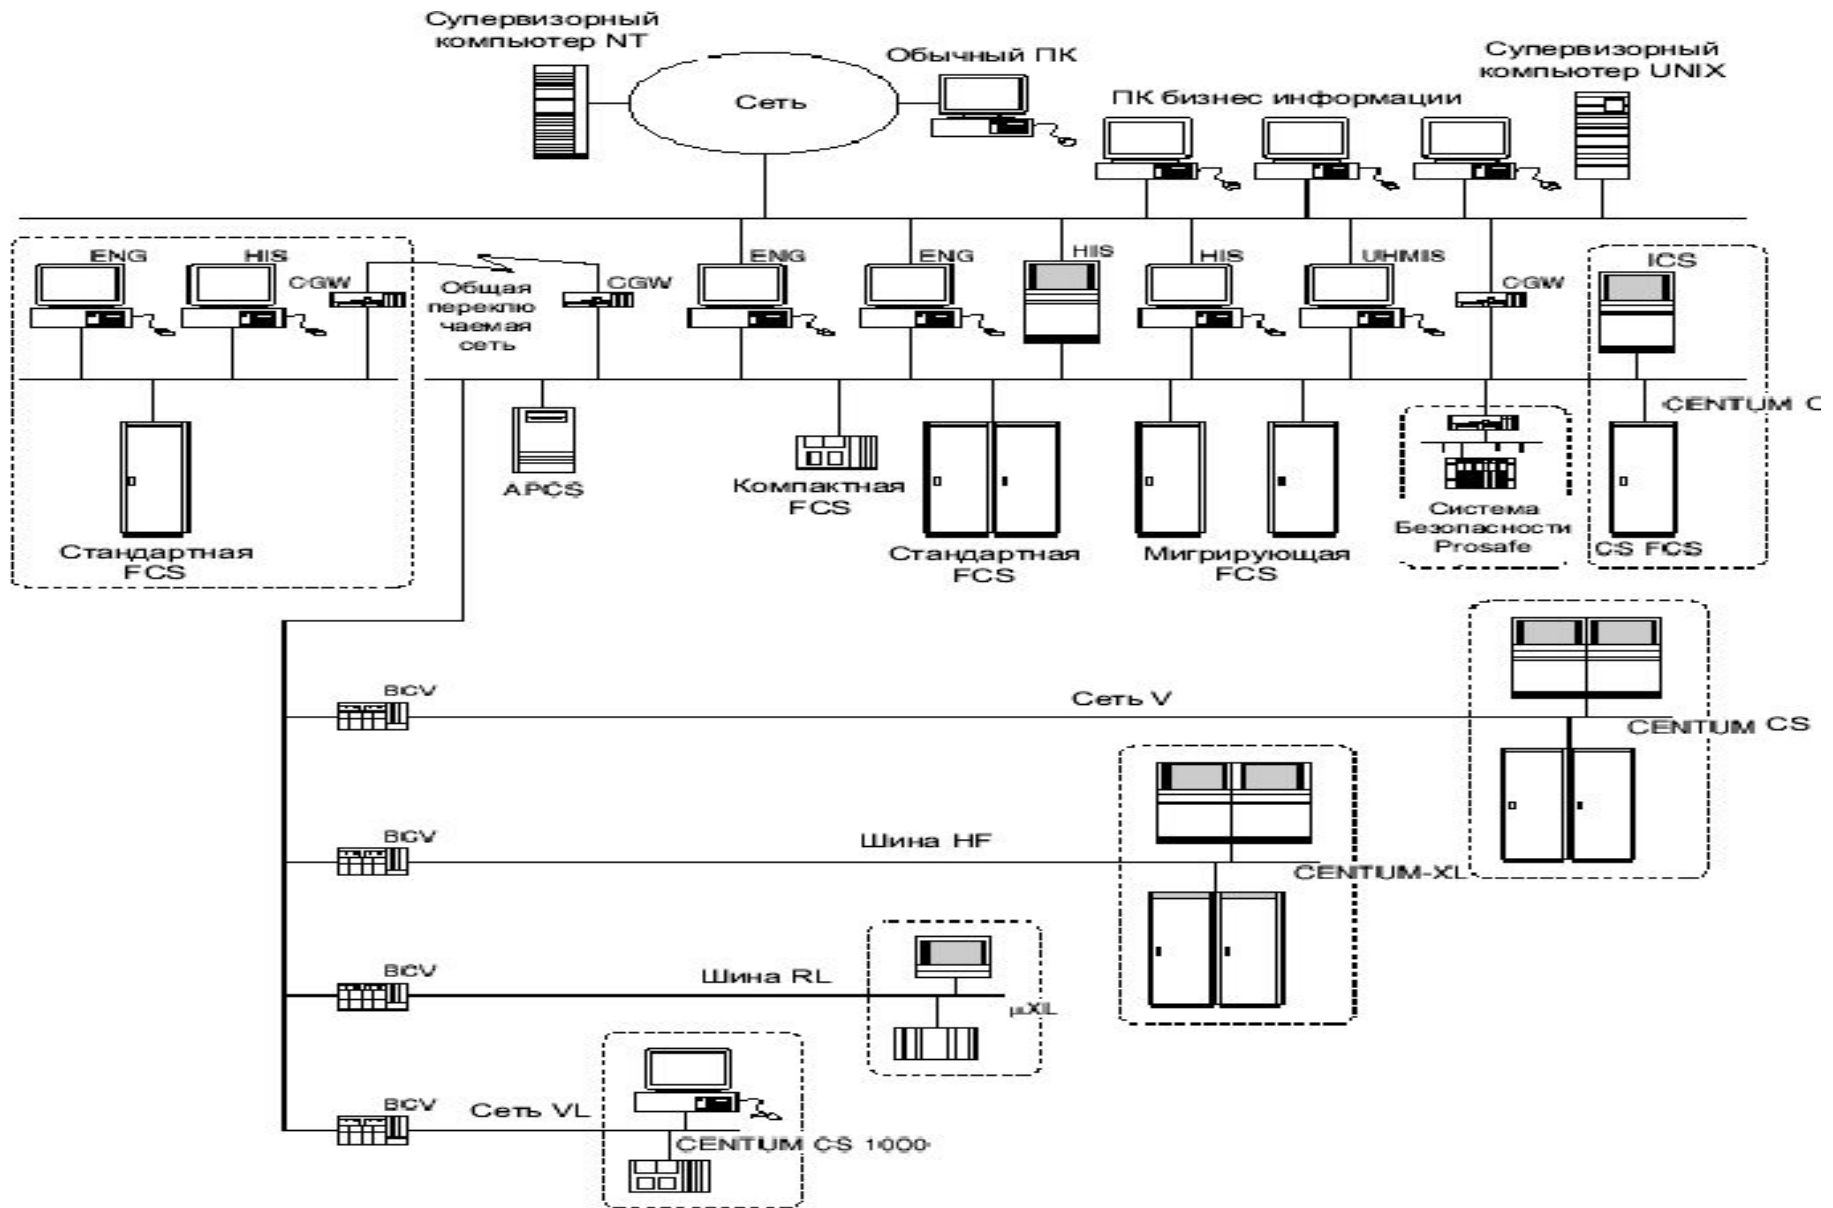 Супервизорный
компьютер NT
Сеть
Обычный ПК
ПК бизнес информации
Супервизорный
компьютер UNIX
ENG
HIS
CGW
Общая
переклю
чаемая
сеть
CGW
ENG
ENG
HIS
HIS
UHMIS
CGW
ICS
CENTUM C
Стандартная
FCS
APCS
Компактная
FCS
Стандартная
FCS
Мигрирующая
FCS
Система
Безопасности
Prosafe
CS FCS
BCV
Сеть V
CENTUM CS
BCV
Шина HF
CENTUM-XL
BCV
Шина RL
µXL
BCV
Сеть VL
CENTUM CS 1000